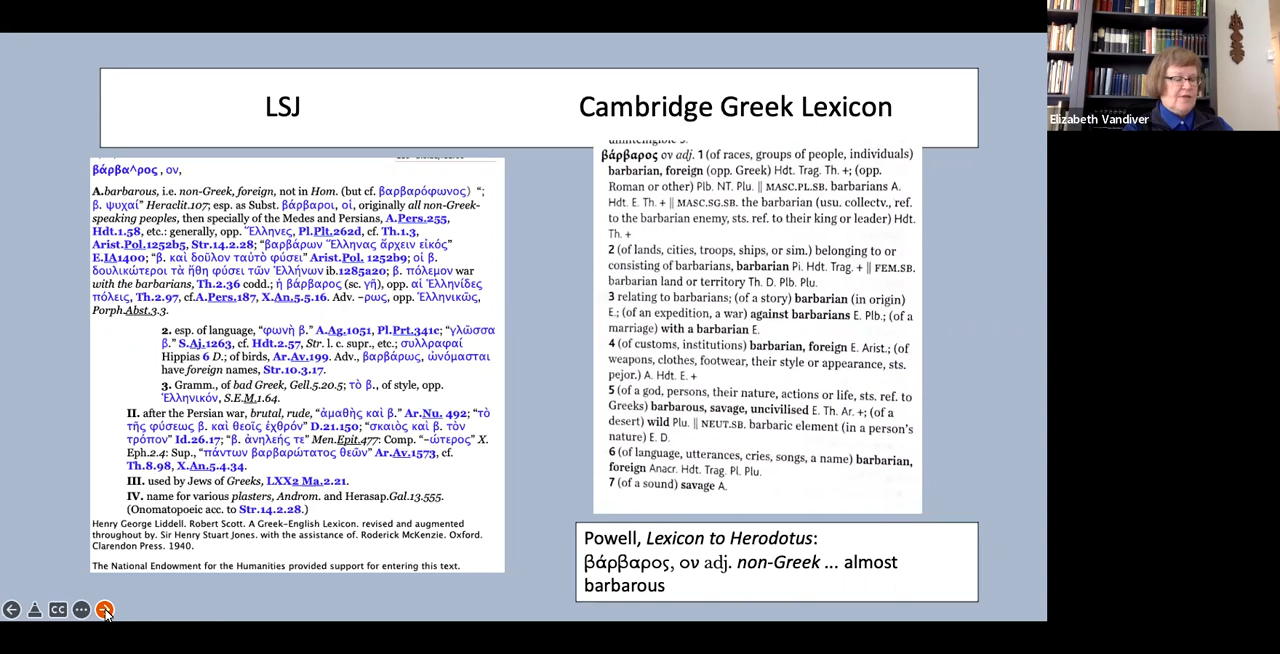 LSJ
Cambridge Greek Lexicon
Elizabeth Vandiver
βάρβα^ρος , ον,
A.barbarous, i.e. non-Greek, foreign, not in Hom. (but cf. βαρβαρόφωνος) “;
β. ψυχαί” Heraclit.107; esp. as Subst. βάρβαροι, οἱ, originally all non-Greek-
speaking peoples, then specially of the Medes and Persians, A.Pers.255,
Hdt.1.58, etc.: generally, opp. Ἕλληνες, Pl.Plt.262d, cf. Th.1.3,
Arist.Pol.1252b5, Str.14.2.28; “βαρβάρων Ἕλληνας ἄρχειν εἰκός”
E.IA1400; “β. καὶ δοῦλον ταὐτὸ φύσει” Arist.Pol. 1252b9; οἱ β.
δουλικώτεροι τὰ ἤθη φύσει τῶν Ἑλλήνων ib.1285a20; β. πόλεμον war
with the barbarians, Th.2.36 codd.; ἡ βάρβαρος (sc. γῆ), opp. αἱ Ἑλληνίδες
πόλεις, Th.2.97, cf.A.Pers.187, X.An.5.5.16. Adv. –ρως, opp. Ἑλληνικῶς,
Porph.Abst.3.3.
2. esp. of language, “φωνὴ β.” A.Ag.1051, Pl.Prt.341c; “γλῶσσα
β.” S.Aj.1263, cf. Hdt.2.57, Str. l. c. supr., etc.; συλλραφαί
Hippias 6 D.; of birds, Ar.Av.199. Adv., βαρβάρως, ὠνόμασται
have foreign names, Str.10.3.17.
3. Gramm., of bad Greek, Gell.5.20.5; τὸ β., of style, opp.
Ἑλληνικόν, S.E.M.1.64.
II. after the Persian war, brutal, rude, “ἀμαθὴς καὶ β.” Ar.Nu. 492; “τὸ
τῆς φύσεως β. καὶ θεοῖς ἐχθρόν” D.21.150; “σκαιὸς καὶ β. τὸν
τρόπον” Id.26.17; “β. ἀνηλεής τε” Men.Epit.477: Comp. “-ώτερος” X.
Eph.2.4: Sup., “πάντων βαρβαρώτατος θεῶν” Ar.Av.1573, cf.
Th.8.98, X.An.5.4.34.
III. used by Jews of Greeks, LXX2 Ma.2.21.
IV. name for various plasters, Androm. and Herasap.Gal.13.555.
(Onomatopoeic acc. to Str.14.2.28.)
Henry George Liddell. Robert Scott. A Greek-English Lexicon. revised and augmented
throughout by. Sir Henry Stuart Jones. with the assistance of. Roderick McKenzie. Oxford.
Clarendon Press. 1940.
The National Endowment for the Humanities provided support for entering this text.
βάρβαρος ον adj. 1 (of races, groups of people, individuals)
barbarian, foreign (opp. Greek) Hdt. Trag. Th. +; (opp.
Roman or other) Plb. NT. Plu. || MASC.PL.SB. barbarians A.
Hdt. E. Th. + || MASC.SG.SB. the barbarian (usu. collectv., ref.
to the barbarian enemy, sts. ref. to their king or leader) Hdt.
Th. +
2 (of lands, cities, troops, ships, or sim.) belonging to or
consisting of barbarians, barbarian Pi. Hdt. Trag. + || FEM.SB.
barbarian land or territory Th. D. Plb. Plu.
3 relating to barbarians; (of a story) barbarian (in origin)
E.; (of an expedition, a war) against barbarians E. Plb.; (of a
marriage) with a barbarian E.
4 (of customs, institutions) barbarian, foreign E. Arist.; (of
weapons, clothes, footwear, their style or appearance, sts.
pejor.) A. Hdt. E. +
5 (of a god, persons, their nature, actions or life, sts. ref. to
Greeks) barbarous, savage, uncivilised E. Th. Ar. +; (of a
desert) wild Plu. || NEUT.SB. barbaric element (in a person's
nature) E. D.
6 (of language, utterances, cries, songs, a name) barbarian,
foreign Anacr. Hdt. Trag. Pl. Plu.
7 (of a sound) savage A.
Powell, Lexicon to Herodotus:
βάρβαρος, ον adj. non-Greek ... almost
barbarous
CC